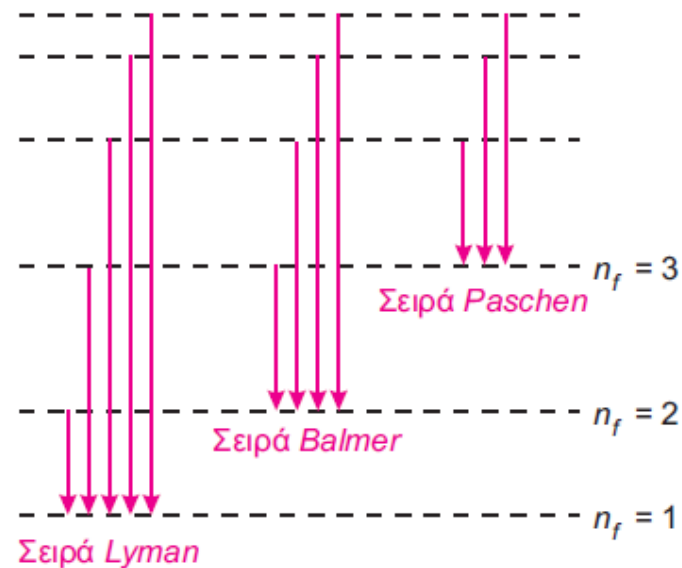 n_f = 3
Σειρά Paschen
n_f = 2
Σειρά Balmer
n_f = 1
Σειρά Lyman